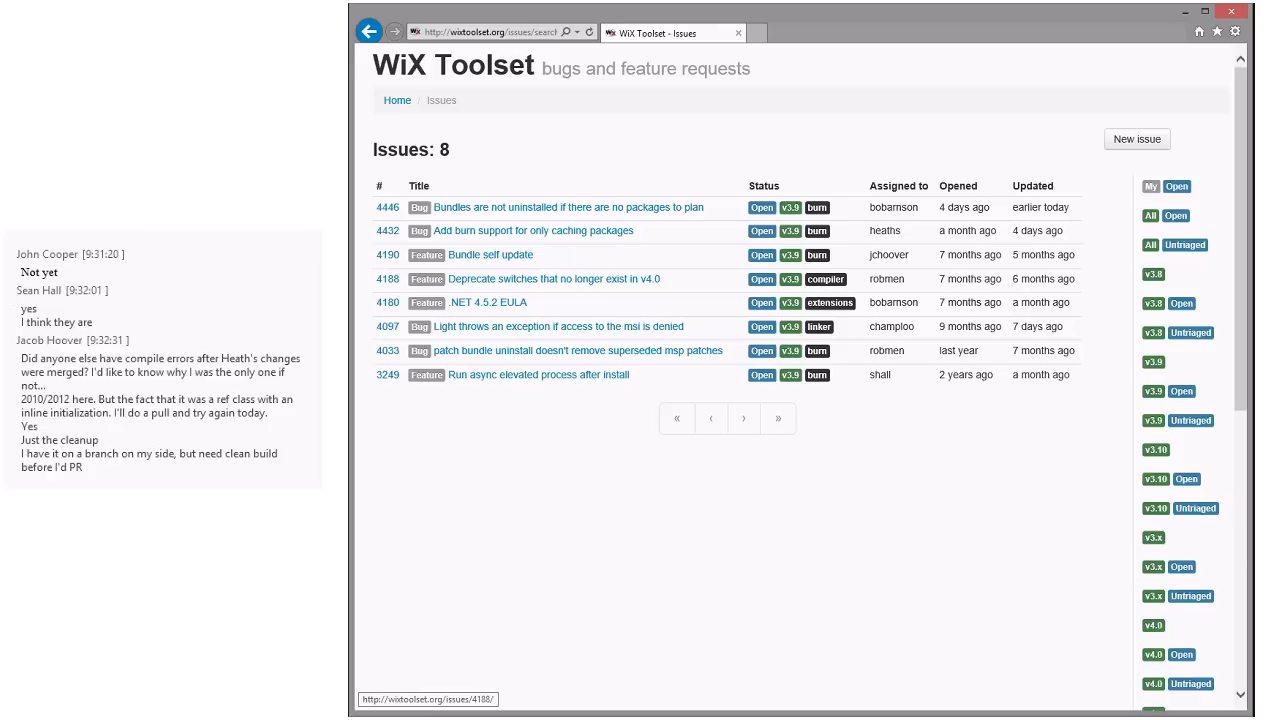 John Cooper [9:31:20 ]
Not yet
Sean Hall [9:32:01 ]
yes
I think they are
Jacob Hoover [9:32:31 ]
Did anyone else have compile errors after Heath's changes
were merged? I'd like to know why I was the only one if
not...
2010/2012 here. But the fact that it was a ref class with an
inline initialization. I'll do a pull and try again today.
Yes
Just the cleanup
I have it on a branch on my side, but need clean build
before I'd PR
http://wixtoolset.org/issues/search
WiX Toolset - Issues
WiX Toolset bugs and feature requests
Home / Issues
Issues: 8
New issue
# Title Status Assigned to Opened Updated
4446 Bug Bundles are not uninstalled if there are no packages to plan Open v3.9 burn bobarnson 4 days ago earlier today
4432 Bug Add burn support for only caching packages Open v3.9 burn heaths a month ago 4 days ago
4190 Feature Bundle self update Open v3.9 burn jchoover 7 months ago 5 months ago
4188 Feature Deprecate switches that no longer exist in v4.0 Open v3.9 compiler robmen 7 months ago 6 months ago
4180 Feature .NET 4.5.2 EULA Open v3.9 extensions bobarnson 7 months ago a month ago
4097 Bug Light throws an exception if access to the msi is denied Open v3.9 linker champloo 9 months ago 7 days ago
4033 Bug patch bundle uninstall doesn't remove superseded msp patches Open v3.9 burn robmen last year 7 months ago
3249 Feature Run async elevated process after install Open v3.9 burn shall 2 years ago a month ago
« ‹ › »
My Open
All Open
All Untriaged
v3.8
v3.8 Open
v3.8 Untriaged
v3.9
v3.9 Open
v3.9 Untriaged
v3.10
v3.10 Open
v3.10 Untriaged
v3.x
v3.x Open
v3.x Untriaged
v4.0
v4.0 Open
v4.0 Untriaged
http://wixtoolset.org/issues/4188/